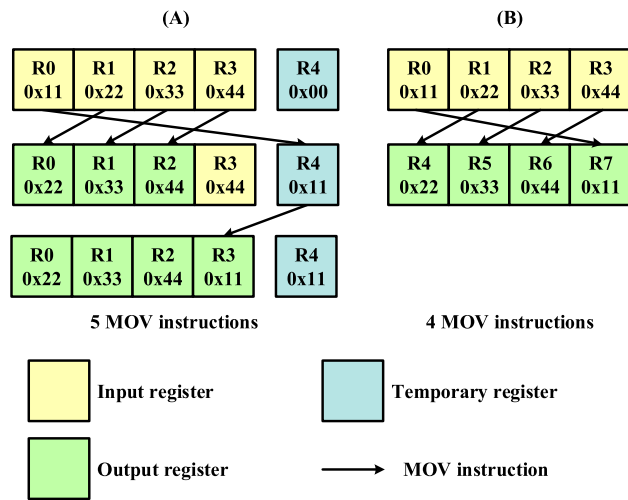 (A) (B)
R0 R1 R2 R3 R4 R0 R1 R2 R3
0x11 0x22 0x33 0x44 0x00 0x11 0x22 0x33 0x44
R0 R1 R2 R3 R4 R4 R5 R6 R7
0x22 0x33 0x44 0x44 0x11 0x22 0x33 0x44 0x11
R0 R1 R2 R3 R4
0x22 0x33 0x44 0x11 0x11
5 MOV instructions 4 MOV instructions
Input register Temporary register
Output register MOV instruction